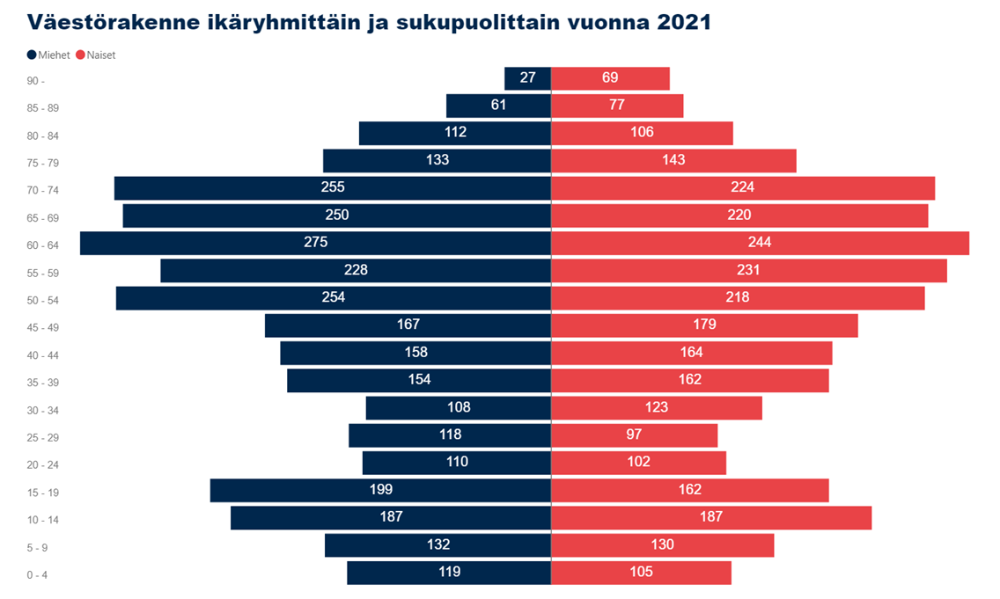 Väestörakenne ikäryhmittäin ja sukupuolittain vuonna 2021
Miehet Naiset
90 - 27 69
85 - 89 61 77
80 - 84 112 106
75 - 79 133 143
70 - 74 255 224
65 - 69 250 220
60 - 64 275 244
55 - 59 228 231
50 - 54 254 218
45 - 49 167 179
40 - 44 158 164
35 - 39 154 162
30 - 34 108 123
25 - 29 118 97
20 - 24 110 102
15 - 19 199 162
10 - 14 187 187
5 - 9 132 130
0 - 4 119 105